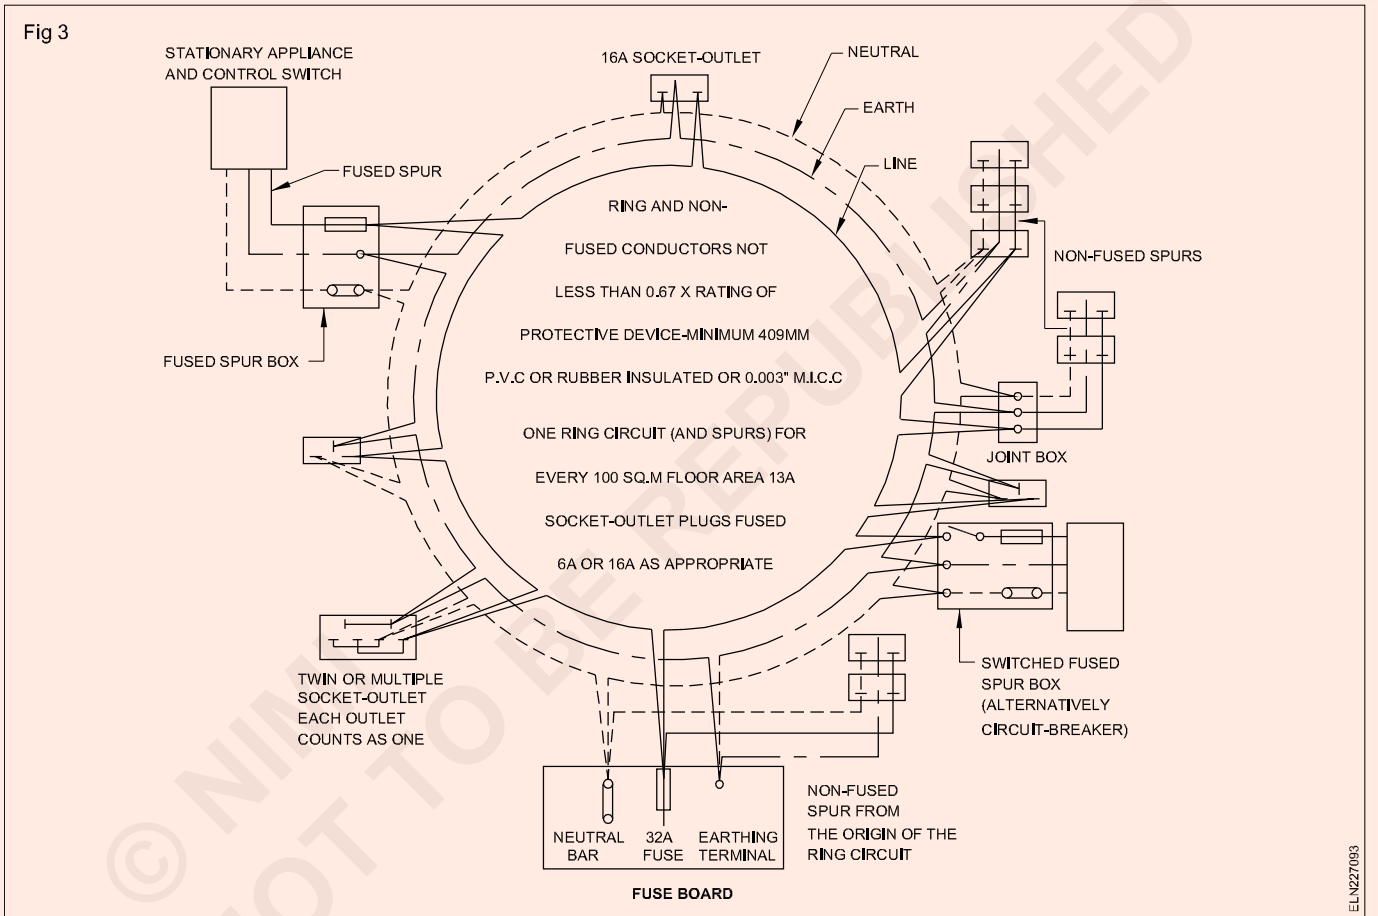 Fig 3
STATIONARY APPLIANCE
AND CONTROL SWITCH
16A SOCKET-OUTLET
NEUTRAL
EARTH
LINE
FUSED SPUR
FUSED SPUR BOX
NON-FUSED SPURS
RING AND NON-
FUSED CONDUCTORS NOT
LESS THAN 0.67 X RATING OF
PROTECTIVE DEVICE-MINIMUM 409MM
P.V.C OR RUBBER INSULATED OR 0.003" M.I.C.C
ONE RING CIRCUIT (AND SPURS) FOR
EVERY 100 SQ.M FLOOR AREA 13A
SOCKET-OUTLET PLUGS FUSED
6A OR 16A AS APPROPRIATE
JOINT BOX
SWITCHED FUSED
SPUR BOX
(ALTERNATIVELY
CIRCUIT-BREAKER)
TWIN OR MULTIPLE
SOCKET-OUTLET
EACH OUTLET
COUNTS AS ONE
NON-FUSED
SPUR FROM
THE ORIGIN OF THE
RING CIRCUIT
NEUTRAL
BAR
32A
FUSE
EARTHING
TERMINAL
FUSE BOARD
ELN227093
© NIMI
NOT TO BE REPUBLISHED